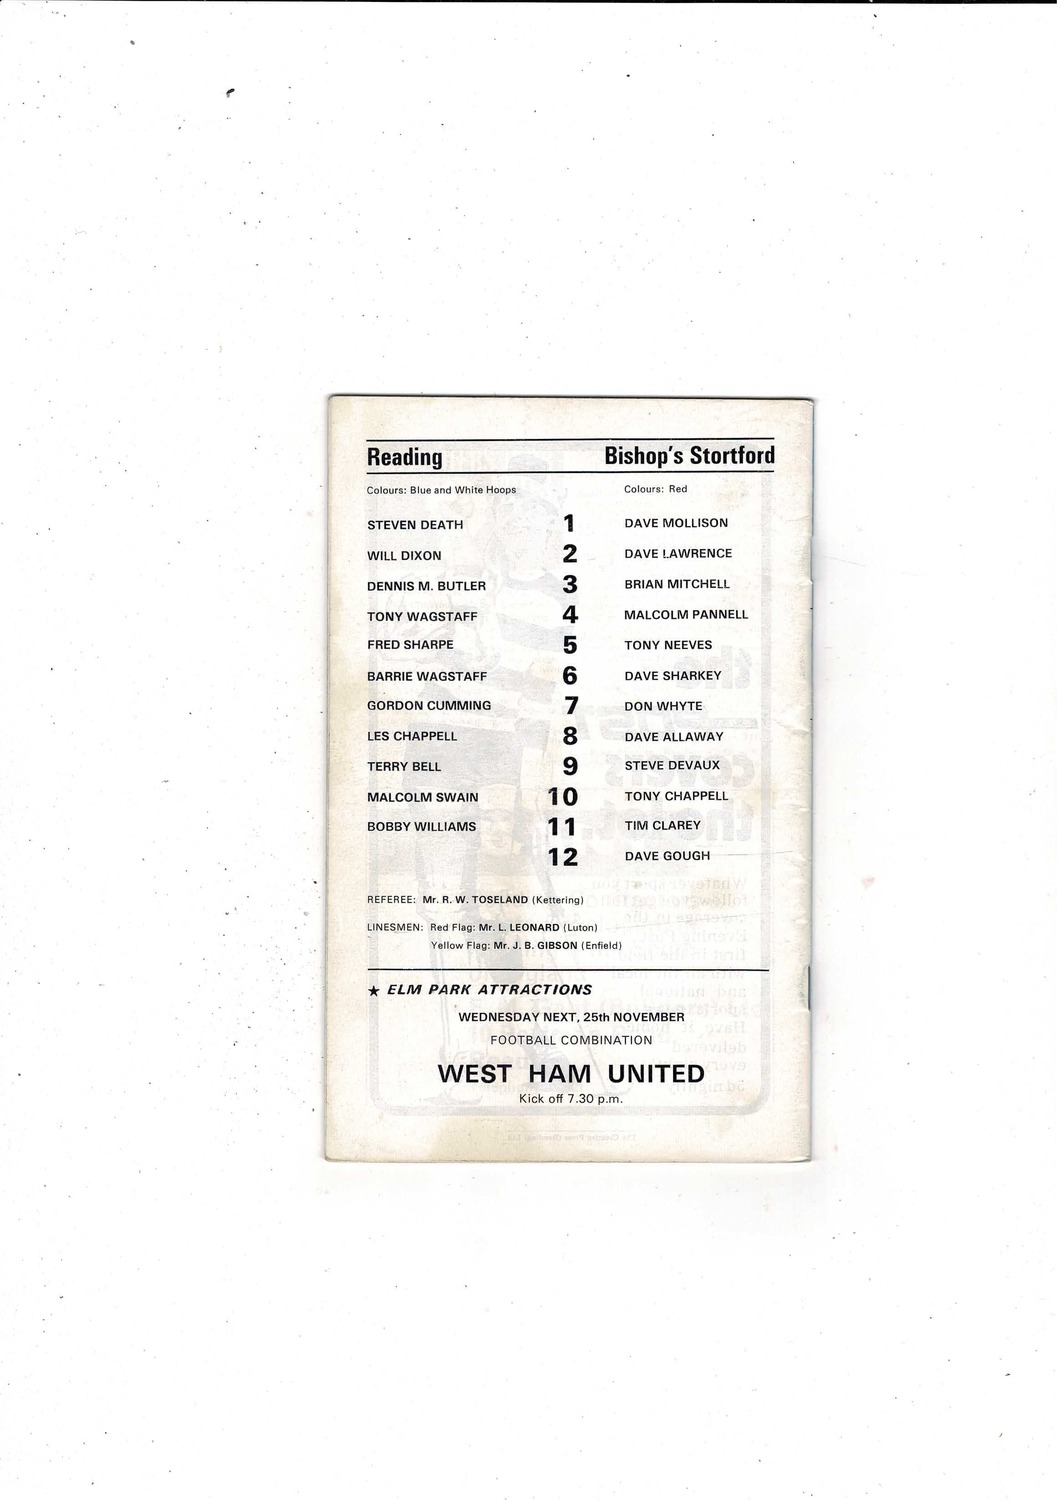 Reading Bishop's Stortford
Colours: Blue and White Hoops Colours: Red
STEVEN DEATH 1 DAVE MOLLISON
WILL DIXON 2 DAVE LAWRENCE
DENNIS M. BUTLER 3 BRIAN MITCHELL
TONY WAGSTAFF 4 MALCOLM PANNELL
FRED SHARPE 5 TONY NEEVES
BARRIE WAGSTAFF 6 DAVE SHARKEY
GORDON CUMMING 7 DON WHYTE
LES CHAPPELL 8 DAVE ALLAWAY
TERRY BELL 9 STEVE DEVAUX
MALCOLM SWAIN 10 TONY CHAPPELL
BOBBY WILLIAMS 11 TIM CLAREY
12 DAVE GOUGH
REFEREE: Mr. R. W. TOSELAND (Kettering)
LINESMEN: Red Flag: Mr. L. LEONARD (Luton)
Yellow Flag: Mr. J. B. GIBSON (Enfield)
★ ELM PARK ATTRACTIONS
WEDNESDAY NEXT, 25th NOVEMBER
FOOTBALL COMBINATION
WEST HAM UNITED
Kick off 7.30 p.m.